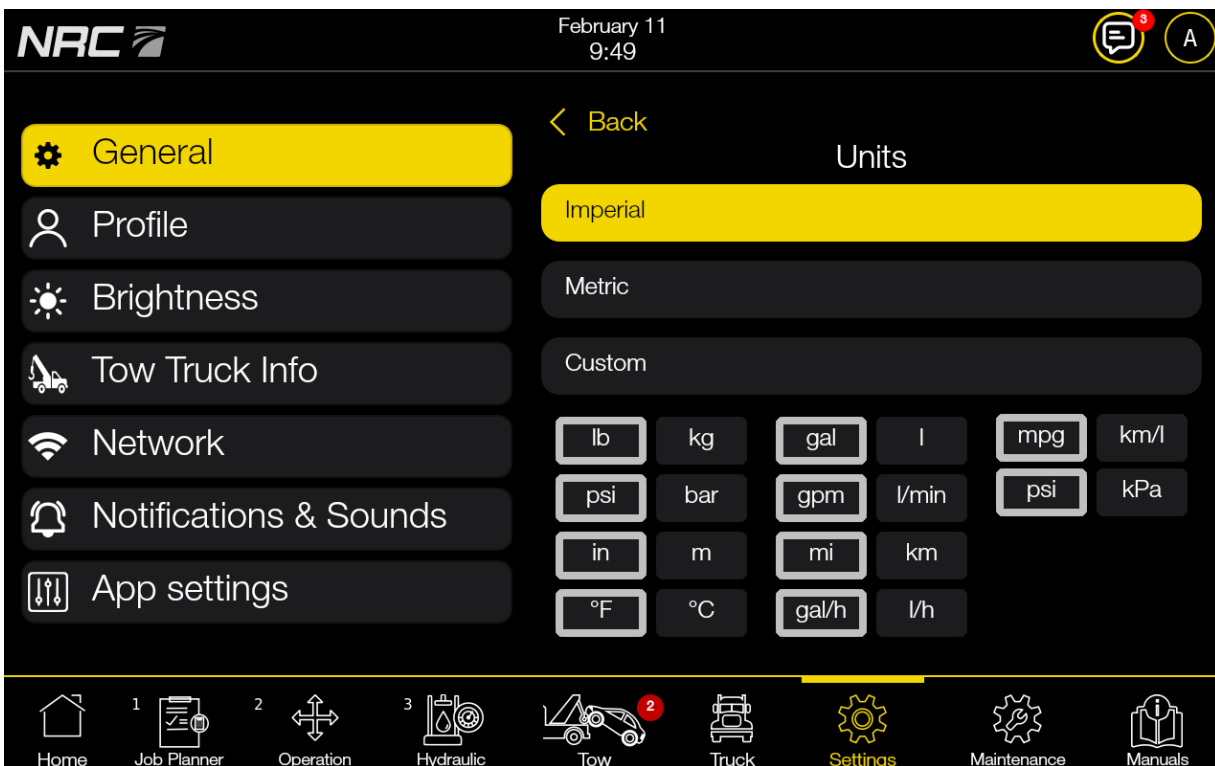 NRC
February 11
9:49
3
A
General
Profile
Brightness
Tow Truck Info
Network
Notifications & Sounds
App settings
Back
Units
Imperial
Metric
Custom
lb kg gal l mpg km/l
psi bar gpm l/min psi kPa
in m mi km
°F °C gal/h l/h
1 2 3 2
Home Job Planner Operation Hydraulic Tow Truck Settings Maintenance Manuals